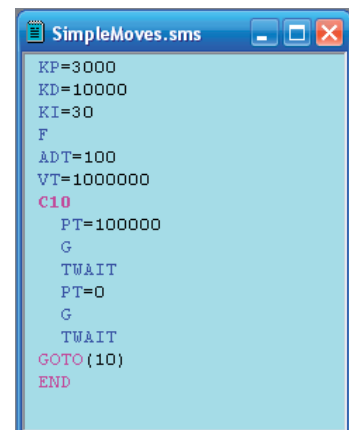 SimpleMoves.sms
KP=3000
KD=10000
KI=30
F
ADT=100
VT=1000000
C10
PT=100000
G
TWAIT
PT=0
G
TWAIT
GOTO(10)
END